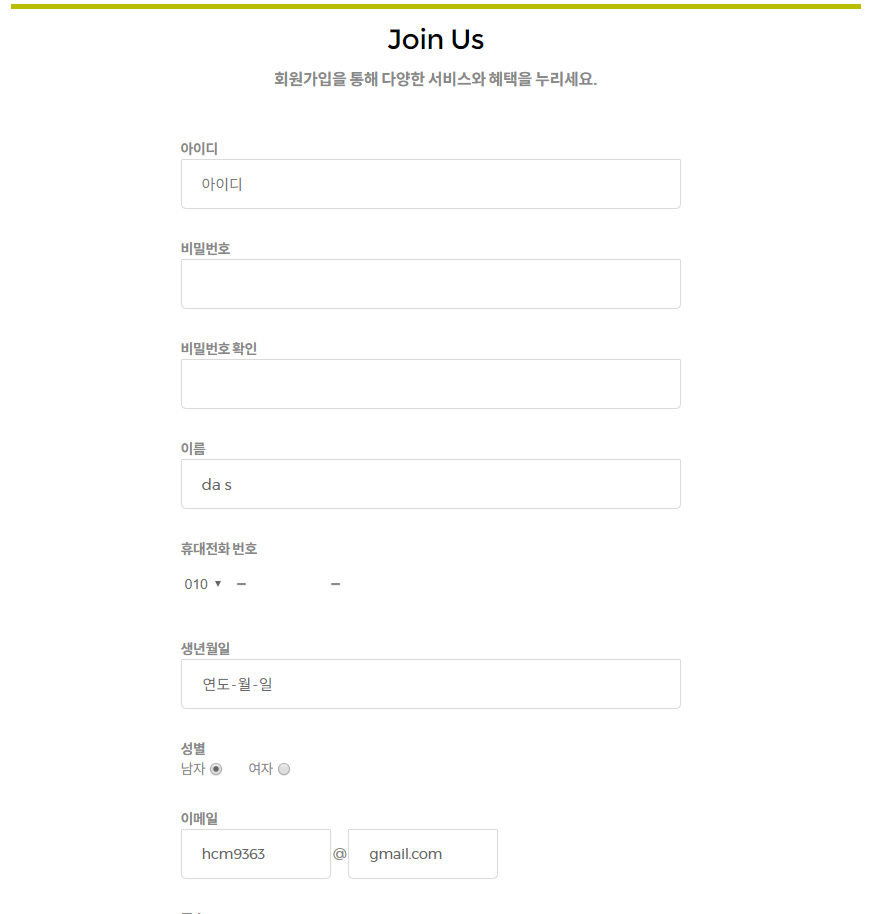 Join Us
회원가입을 통해 다양한 서비스와 혜택을 누리세요.
아이디
아이디
비밀번호
비밀번호 확인
이름
da s
휴대전화 번호
010 ▼ – –
생년월일
연도-월-일
성별
남자 여자
이메일
hcm9363 @ gmail.com